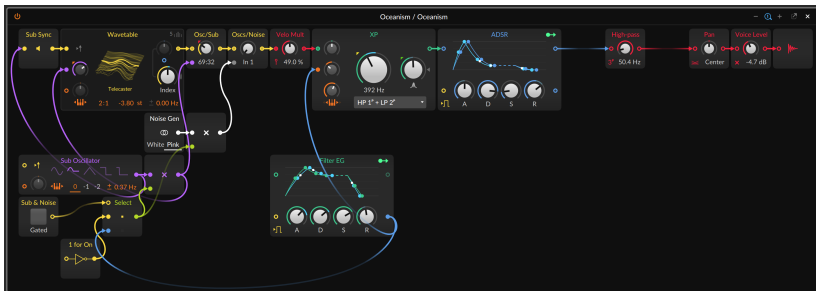 Oceanism / Oceanism
Sub Sync
Wavetable
Osc/Sub
Oscs/Noise
Velo Mult
XP
ADSR
High-pass
Pan
Voice Level
69:32
In 1
49.0 %
50.4 Hz
Center
-4.7 dB
Telecaster
Index
392 Hz
2:1
-3.80 st
± 0.00 Hz
HP 1° + LP 2°
A
D
S
R
Noise Gen
White
Pink
Sub Oscillator
Filter EG
0
-1
-2
± 0.37 Hz
Sub & Noise
Select
Gated
A
D
S
R
1 for On